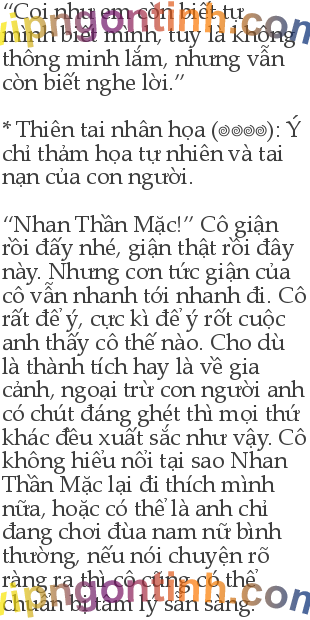 “Coi như em còn biết tự
mình biết mình, tuy là không
thông minh lắm, nhưng vẫn
còn biết nghe lời.”
* Thiên tai nhân họa (๑๑๑๑): Ý
chỉ thảm họa tự nhiên và tai
nạn của con người.
“Nhan Thần Mặc!” Cô giận
rồi đấy nhé, giận thật rồi đây
này. Nhưng cơn tức giận của
cô vẫn nhanh tới nhanh đi. Cô
rất để ý, cực kì để ý rốt cuộc
anh thấy cô thế nào. Cho dù
là thành tích hay là về gia
cảnh, ngoại trừ con người anh
có chút đáng ghét thì mọi thứ
khác đều xuất sắc như vậy. Cô
không hiểu nổi tại sao Nhan
Thần Mặc lại đi thích mình
nữa, hoặc có thể là anh chỉ
đang chơi đùa nam nữ bình
thường, nếu nói chuyện rõ
ràng ra thì cô cũng có thể
chuẩn bị tâm lý sẵn sàng.